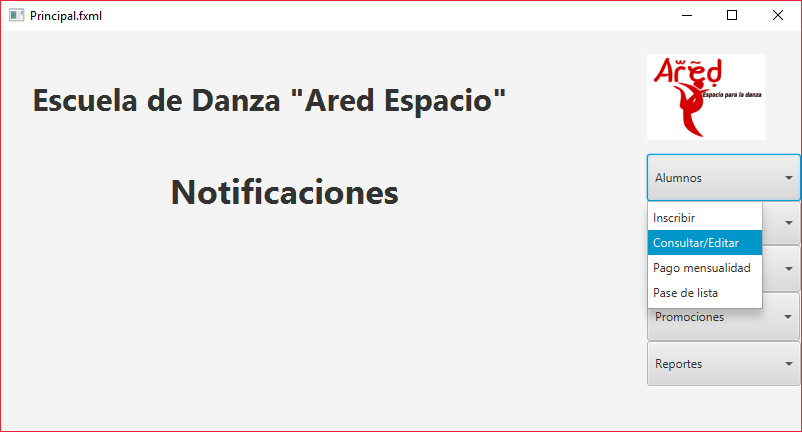 Principal.fxml
Ared
Espacio para la danza
Escuela de Danza "Ared Espacio"
Notificaciones
Alumnos
Inscribir
Consultar/Editar
Pago mensualidad
Pase de lista
Promociones
Reportes